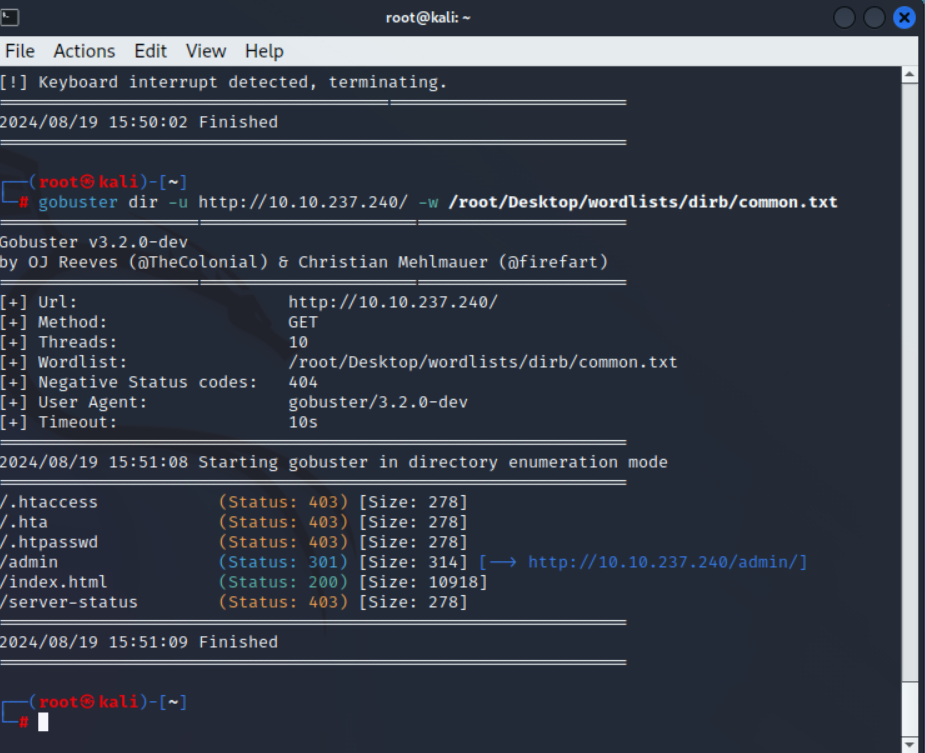 root@kali: ~
File Actions Edit View Help
[!] Keyboard interrupt detected, terminating.
2024/08/19 15:50:02 Finished
┌──(root㉿kali)-[~]
└─# gobuster dir -u http://10.10.237.240/ -w /root/Desktop/wordlists/dirb/common.txt
Gobuster v3.2.0-dev
by OJ Reeves (@TheColonial) & Christian Mehlmauer (@firefart)
[+] Url: http://10.10.237.240/
[+] Method: GET
[+] Threads: 10
[+] Wordlist: /root/Desktop/wordlists/dirb/common.txt
[+] Negative Status codes: 404
[+] User Agent: gobuster/3.2.0-dev
[+] Timeout: 10s
2024/08/19 15:51:08 Starting gobuster in directory enumeration mode
/.htaccess (Status: 403) [Size: 278]
/.hta (Status: 403) [Size: 278]
/.htpasswd (Status: 403) [Size: 278]
/admin (Status: 301) [Size: 314] [--> http://10.10.237.240/admin/]
/index.html (Status: 200) [Size: 10918]
/server-status (Status: 403) [Size: 278]
2024/08/19 15:51:09 Finished
┌──(root㉿kali)-[~]
└─#